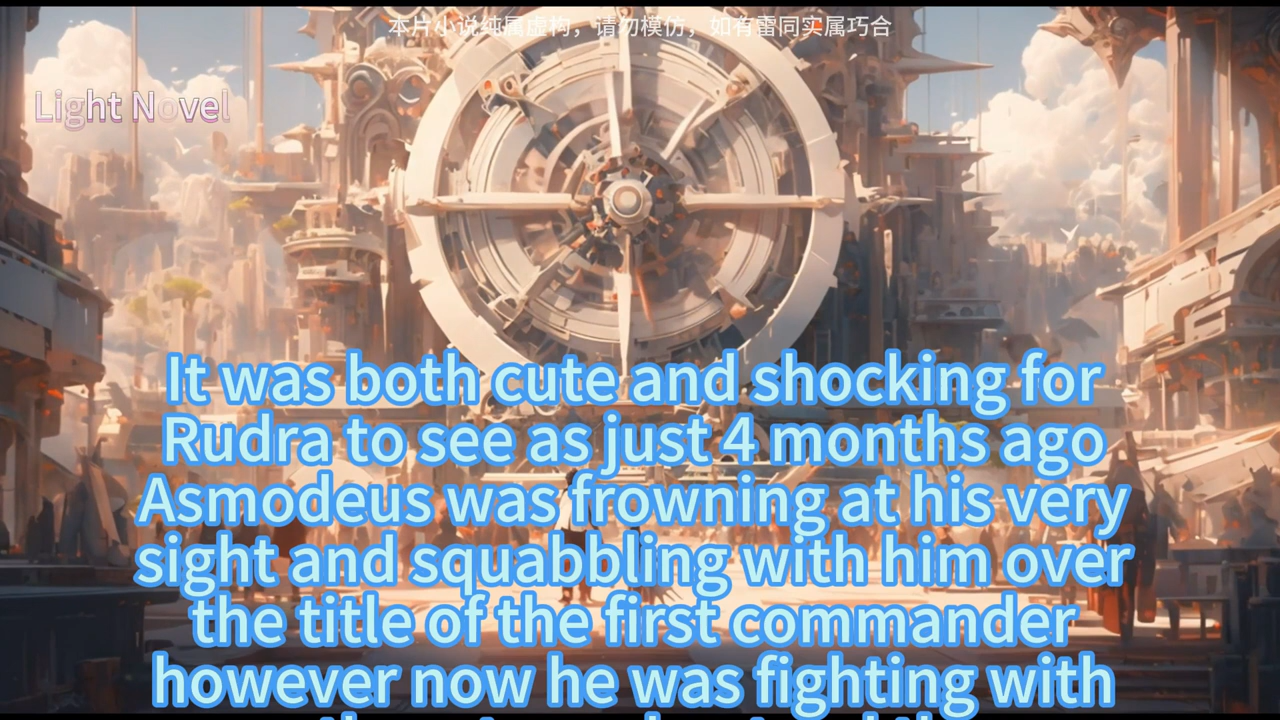 本片小说纯属虚构，请勿模仿，如有雷同实属巧合
Light Novel
It was both cute and shocking for
Rudra to see as just 4 months ago
Asmodeus was frowning at his very
sight and squabbling with him over
the title of the first commander
however now he was fighting with